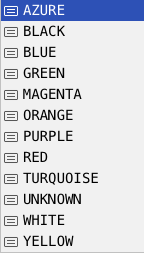 AZURE
BLACK
BLUE
GREEN
MAGENTA
ORANGE
PURPLE
RED
TURQUOISE
UNKNOWN
WHITE
YELLOW